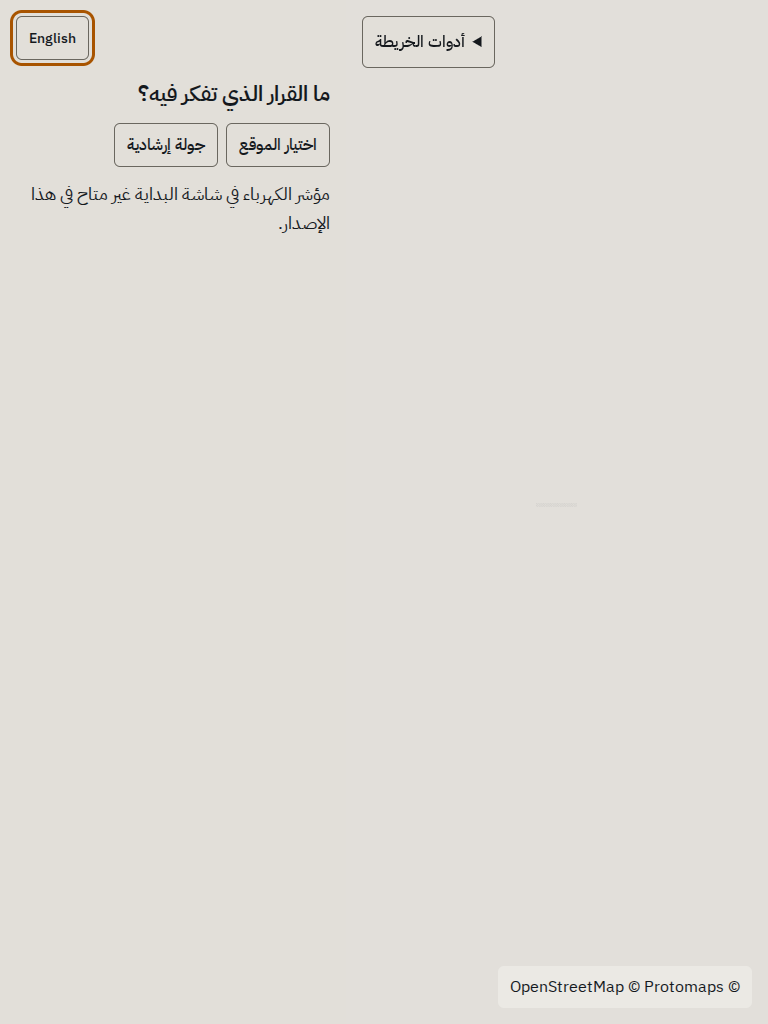 English
◀ أدوات الخريطة
ما القرار الذي تفكر فيه؟
اختيار الموقع
جولة إرشادية
مؤشر الكهرباء في شاشة البداية غير متاح في هذا
الإصدار.
OpenStreetMap © Protomaps ©